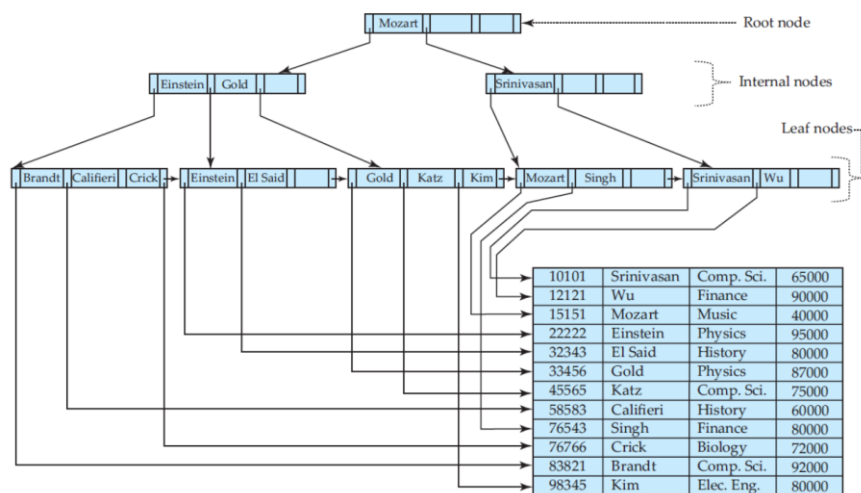 Mozart
Root node
Einstein Gold
Srinivasan
Internal nodes
Leaf nodes
Brandt Califieri Crick Einstein El Said Gold Katz Kim Mozart Singh Srinivasan Wu
10101 Srinivasan Comp. Sci. 65000
12121 Wu Finance 90000
15151 Mozart Music 40000
22222 Einstein Physics 95000
32343 El Said History 80000
33456 Gold Physics 87000
45565 Katz Comp. Sci. 75000
58583 Califieri History 60000
76543 Singh Finance 80000
76766 Crick Biology 72000
83821 Brandt Comp. Sci. 92000
98345 Kim Elec. Eng. 80000